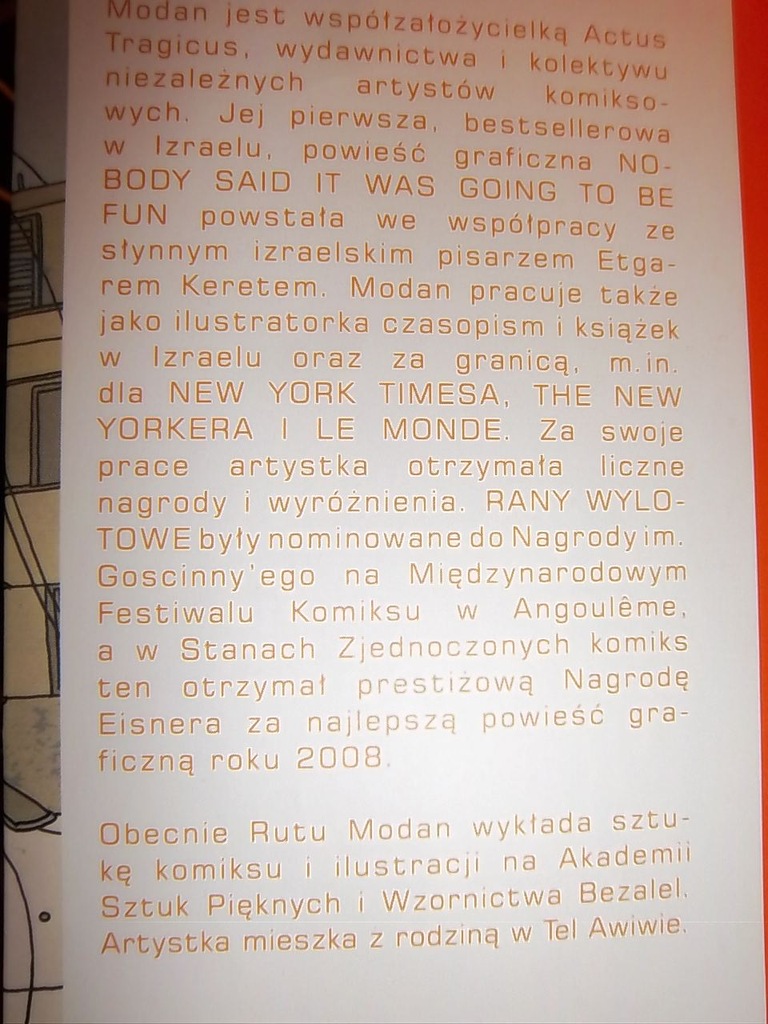 Modan jest współzałożycielką Actus
Tragicus, wydawnictwa i kolektywu
niezależnych artystów komikso-
wych. Jej pierwsza, bestsellerowa
w Izraelu, powieść graficzna NO-
BODY SAID IT WAS GOING TO BE
FUN powstała we współpracy ze
słynnym izraelskim pisarzem Etga-
rem Keretem. Modan pracuje także
jako ilustratorka czasopism i książek
w Izraelu oraz za granicą, m.in.
dla NEW YORK TIMESA, THE NEW
YORKERA I LE MONDE. Za swoje
prace artystka otrzymała liczne
nagrody i wyróżnienia. RANY WYLO-
TOWE były nominowane do Nagrody im.
Goscinny'ego na Międzynarodowym
Festiwalu Komiksu w Angoulême,
a w Stanach Zjednoczonych komiks
ten otrzymał prestiżową Nagrodę
Eisnera za najlepszą powieść gra-
ficzną roku 2008.
Obecnie Rutu Modan wykłada sztu-
kę komiksu i ilustracji na Akademii
Sztuk Pięknych i Wzornictwa Bezalel.
Artystka mieszka z rodziną w Tel Awiwie.